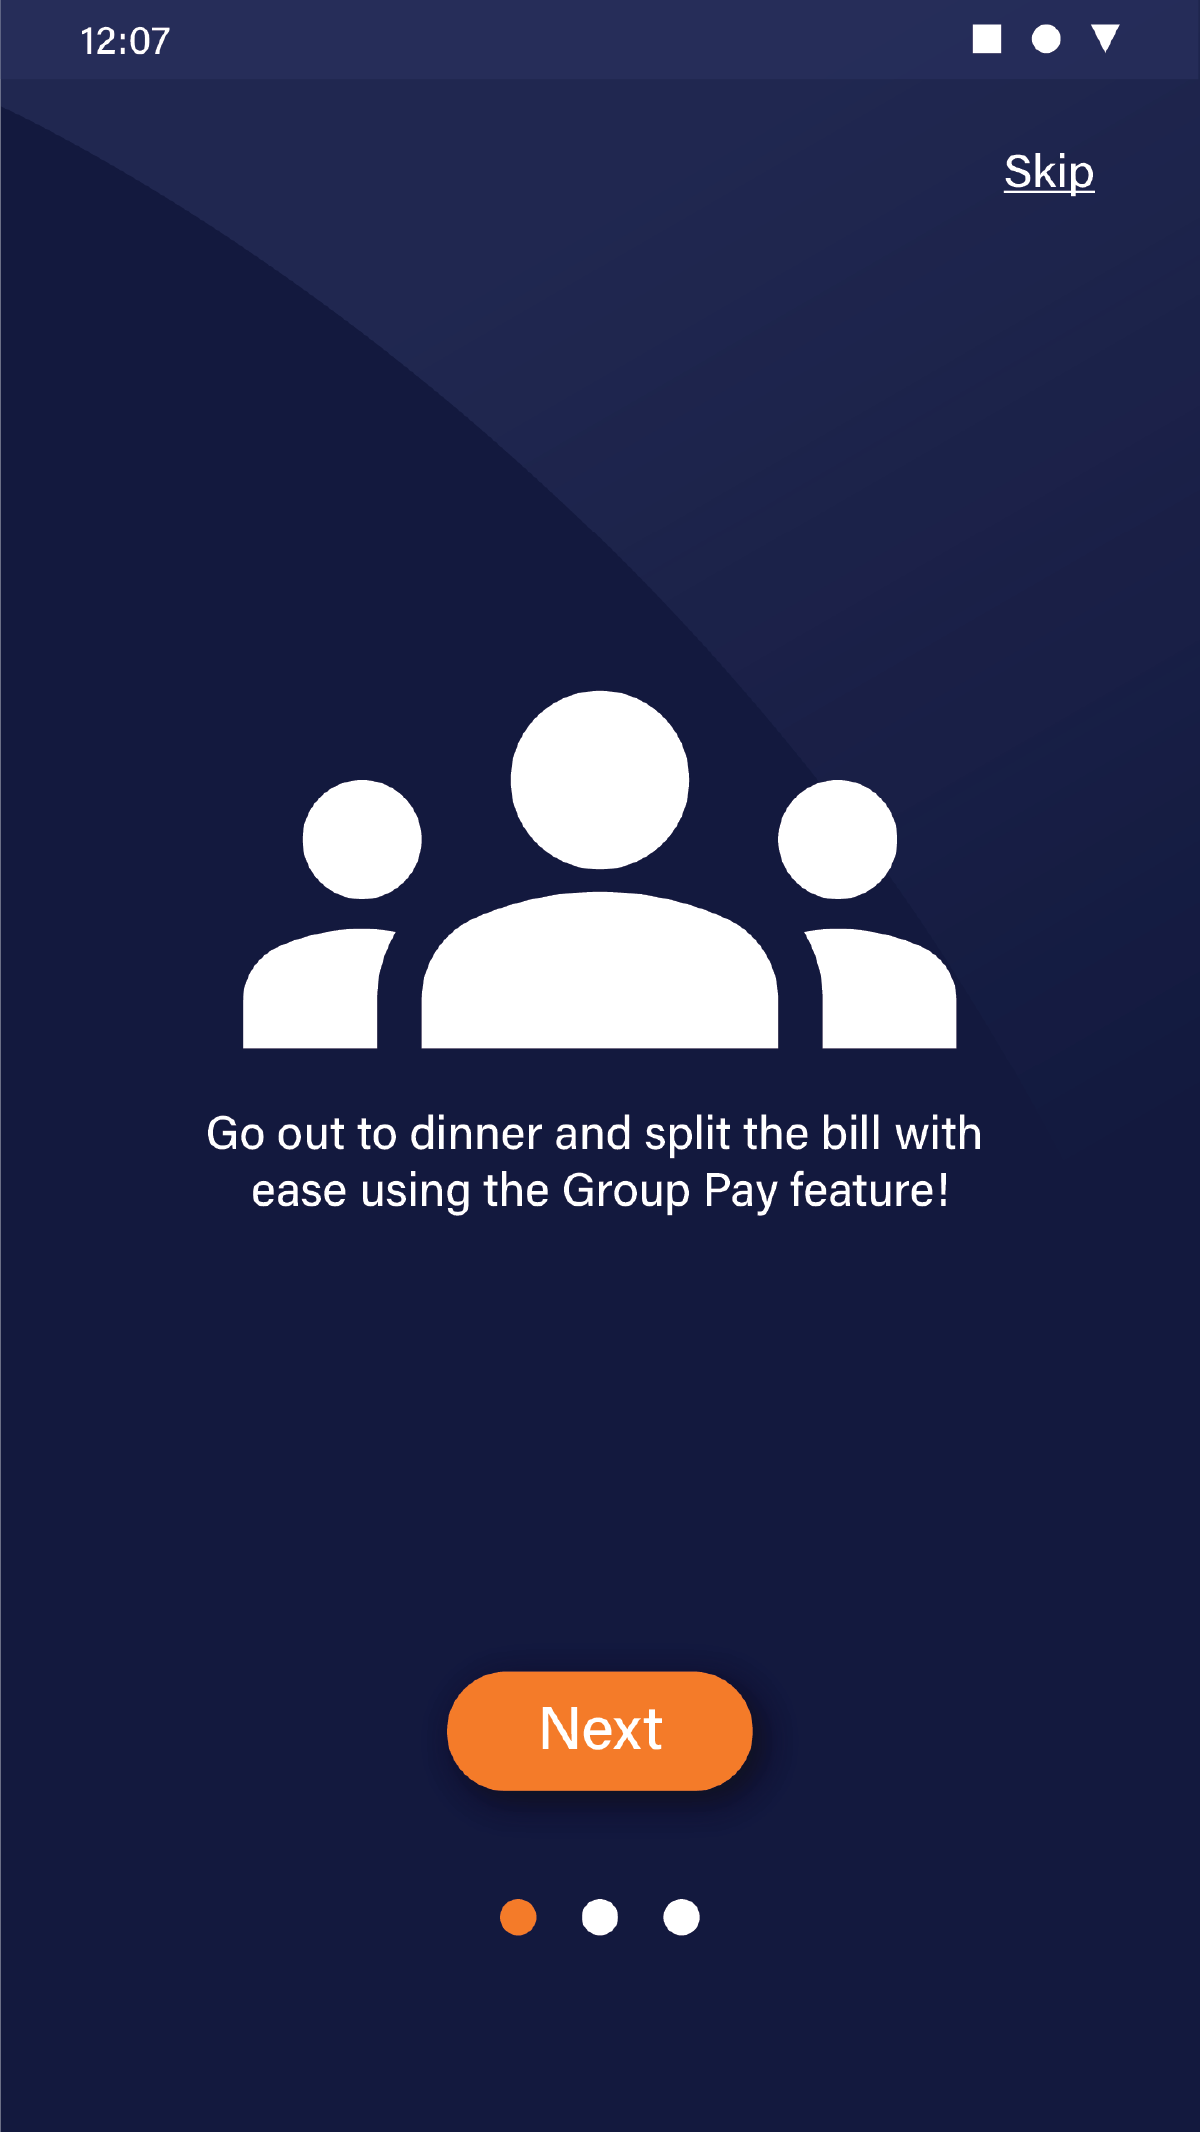 12:07
Skip
Go out to dinner and split the bill with
ease using the Group Pay feature!
Next